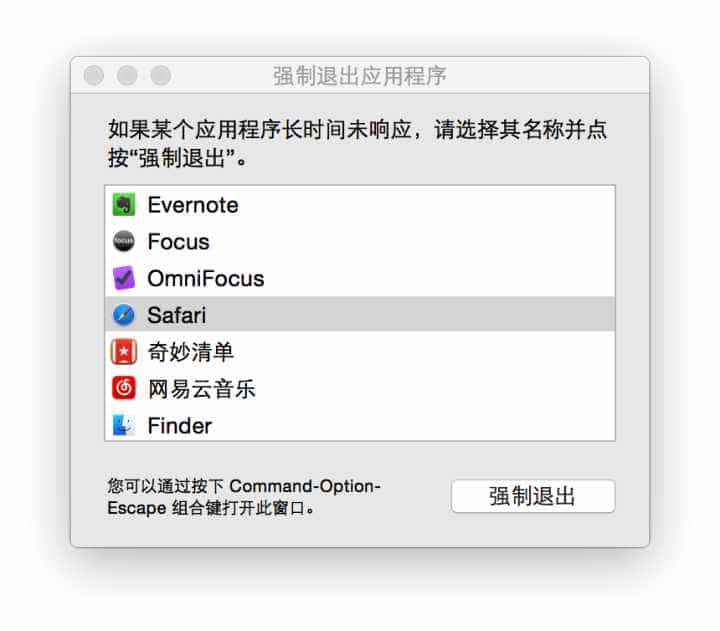 强制退出应用程序
如果某个应用程序长时间未响应，请选择其名称并点
按“强制退出”。
Evernote
focus Focus
OmniFocus
Safari
奇妙清单
网易云音乐
Finder
您可以通过按下 Command-Option-
Escape 组合键打开此窗口。
强制退出